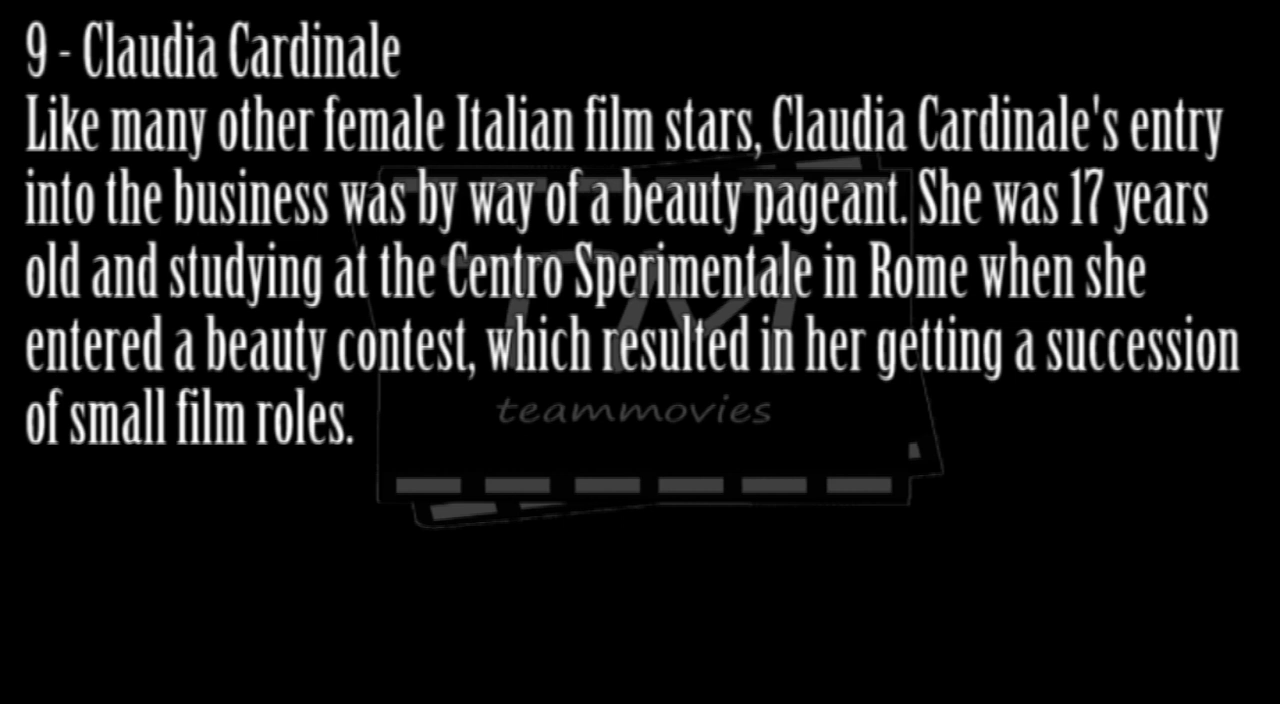 9 - Claudia Cardinale
Like many other female Italian film stars, Claudia Cardinale's entry
into the business was by way of a beauty pageant. She was 17 years
old and studying at the Centro Sperimentale in Rome when she
entered a beauty contest, which resulted in her getting a succession
of small film roles.
TM
teammovies